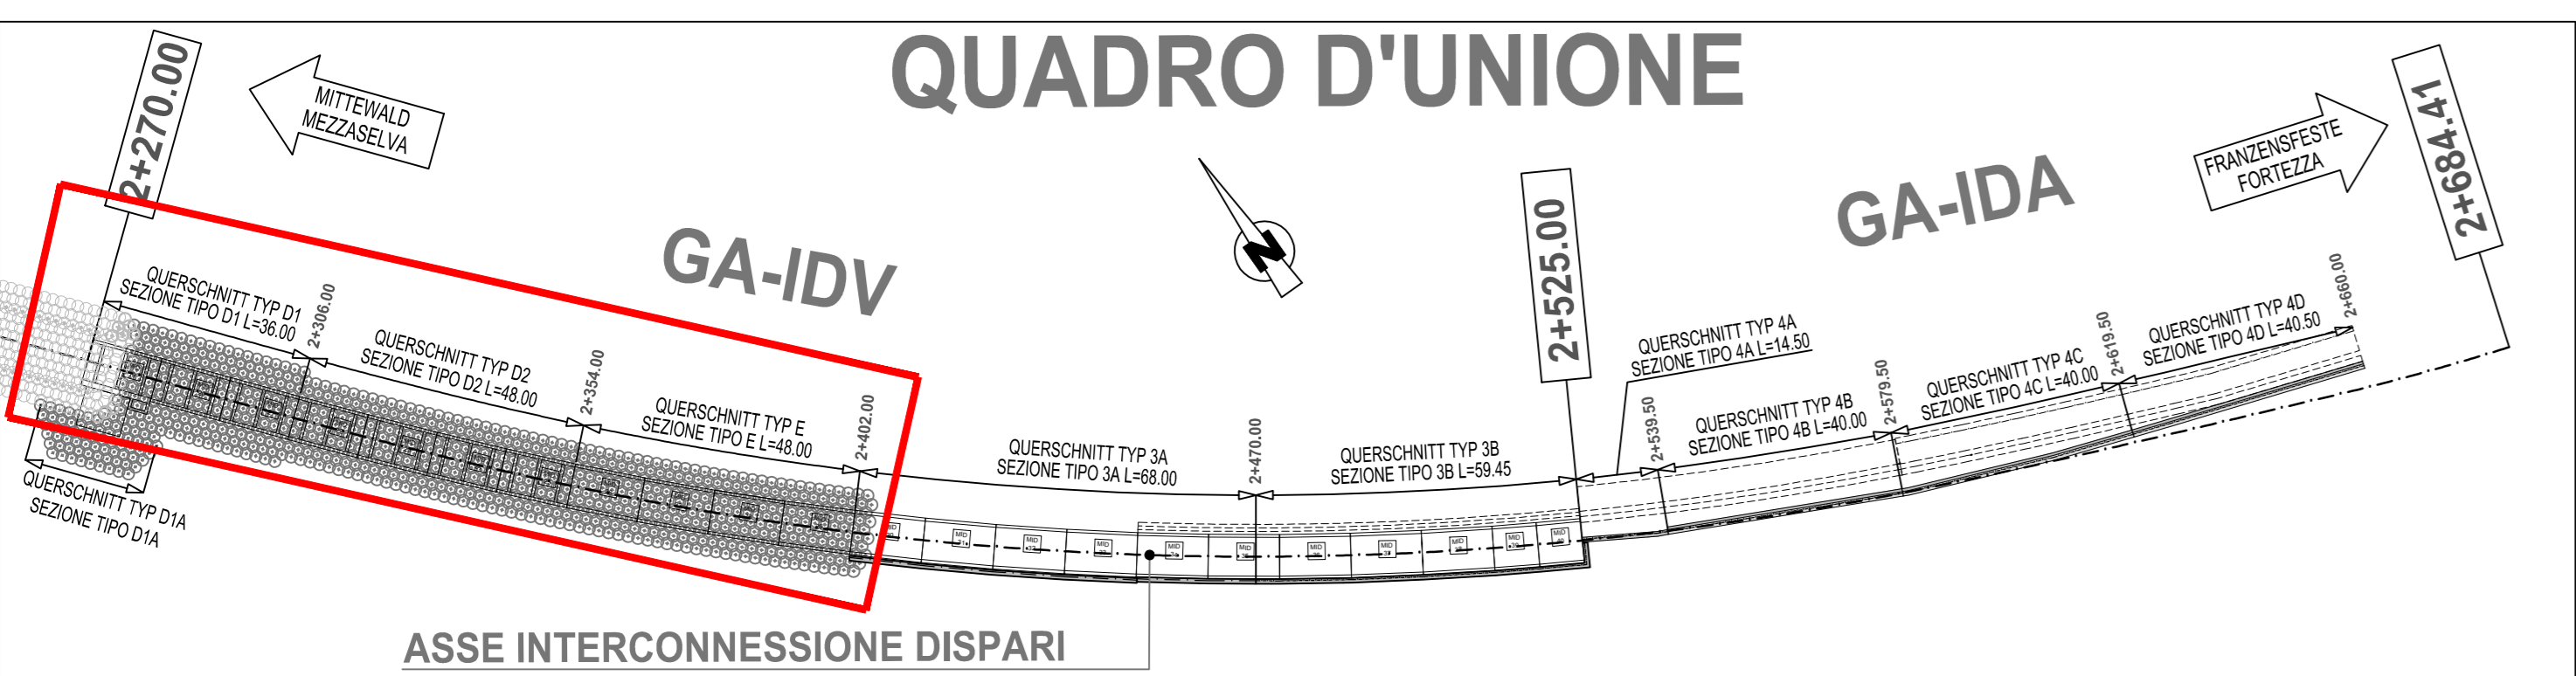 QUADRO D'UNIONE
2+270.00
MITTEWALD
MEZZASELVA
GA-IDV
N
2+525.00
GA-IDA
FRANZENSFESTE
FORTEZZA
2+684.41
QUERSCHNITT TYP D1
SEZIONE TIPO D1 L=36.00
2+306.00
QUERSCHNITT TYP D2
SEZIONE TIPO D2 L=48.00
2+354.00
QUERSCHNITT TYP E
SEZIONE TIPO E L=48.00
2+402.00
QUERSCHNITT TYP 3A
SEZIONE TIPO 3A L=68.00
2+470.00
QUERSCHNITT TYP 3B
SEZIONE TIPO 3B L=59.45
QUERSCHNITT TYP 4A
SEZIONE TIPO 4A L=14.50
2+539.50
QUERSCHNITT TYP 4B
SEZIONE TIPO 4B L=40.00
2+579.50
QUERSCHNITT TYP 4C
SEZIONE TIPO 4C L=40.00
2+619.50
QUERSCHNITT TYP 4D
SEZIONE TIPO 4D L=40.50
2+660.00
QUERSCHNITT TYP D1A
SEZIONE TIPO D1A
ASSE INTERCONNESSIONE DISPARI